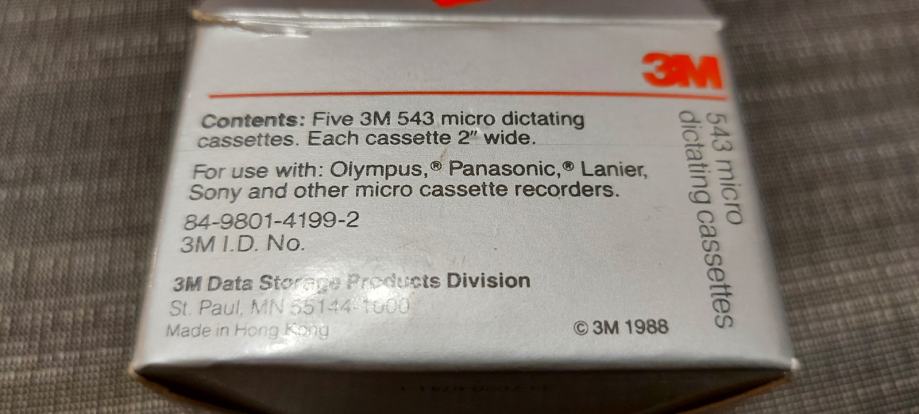 3M
Contents: Five 3M 543 micro dictating
cassettes. Each cassette 2" wide.
For use with: Olympus,® Panasonic,® Lanier,
Sony and other micro cassette recorders.
84-9801-4199-2
3M I.D. No.
3M Data Storage Products Division
St. Paul, MN 55144-1000
Made in Hong Kong
© 3M 1988
543 micro
dictating cassettes